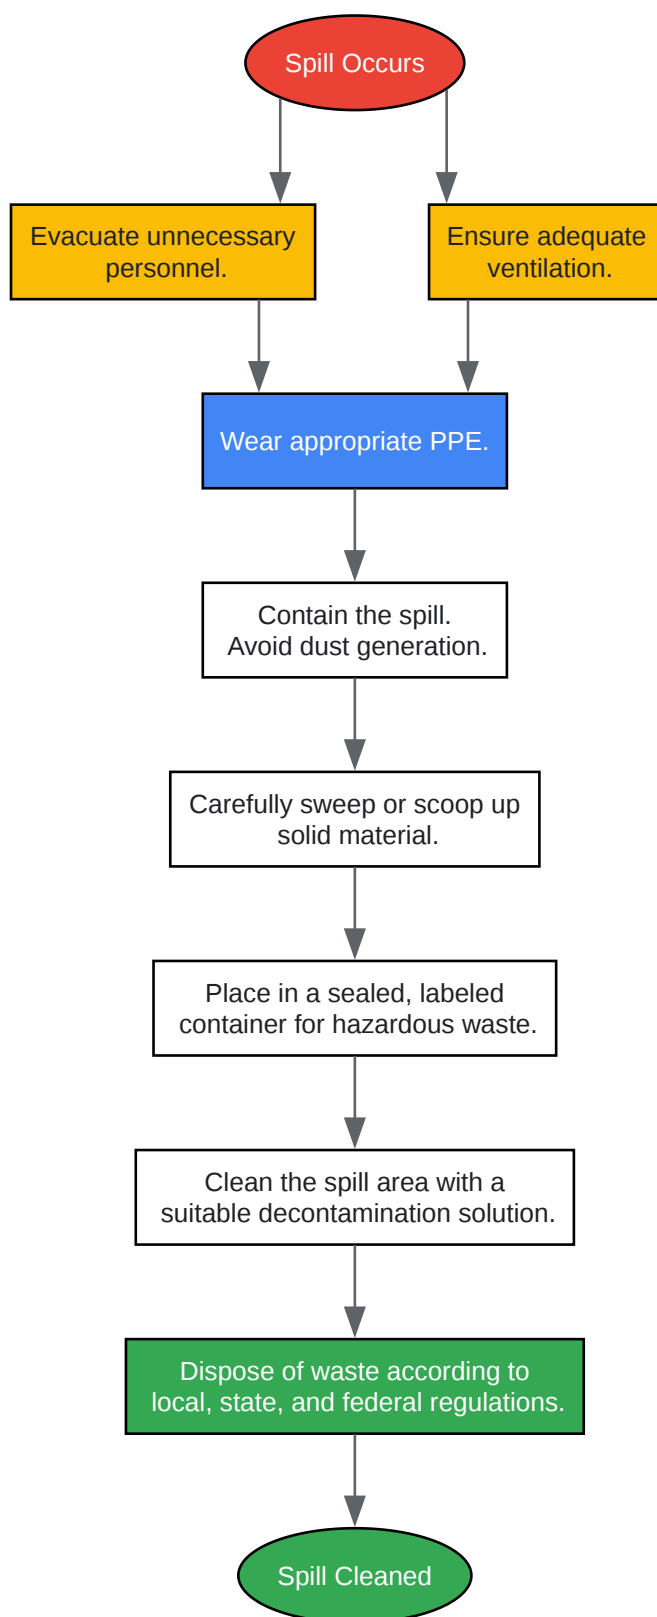 Spill Occurs
Evacuate unnecessary
personnel.
Ensure adequate
ventilation.
Wear appropriate PPE.
Contain the spill.
Avoid dust generation.
Carefully sweep or scoop up
solid material.
Place in a sealed, labeled
container for hazardous waste.
Clean the spill area with a
suitable decontamination solution.
Dispose of waste according to
local, state, and federal regulations.
Spill Cleaned